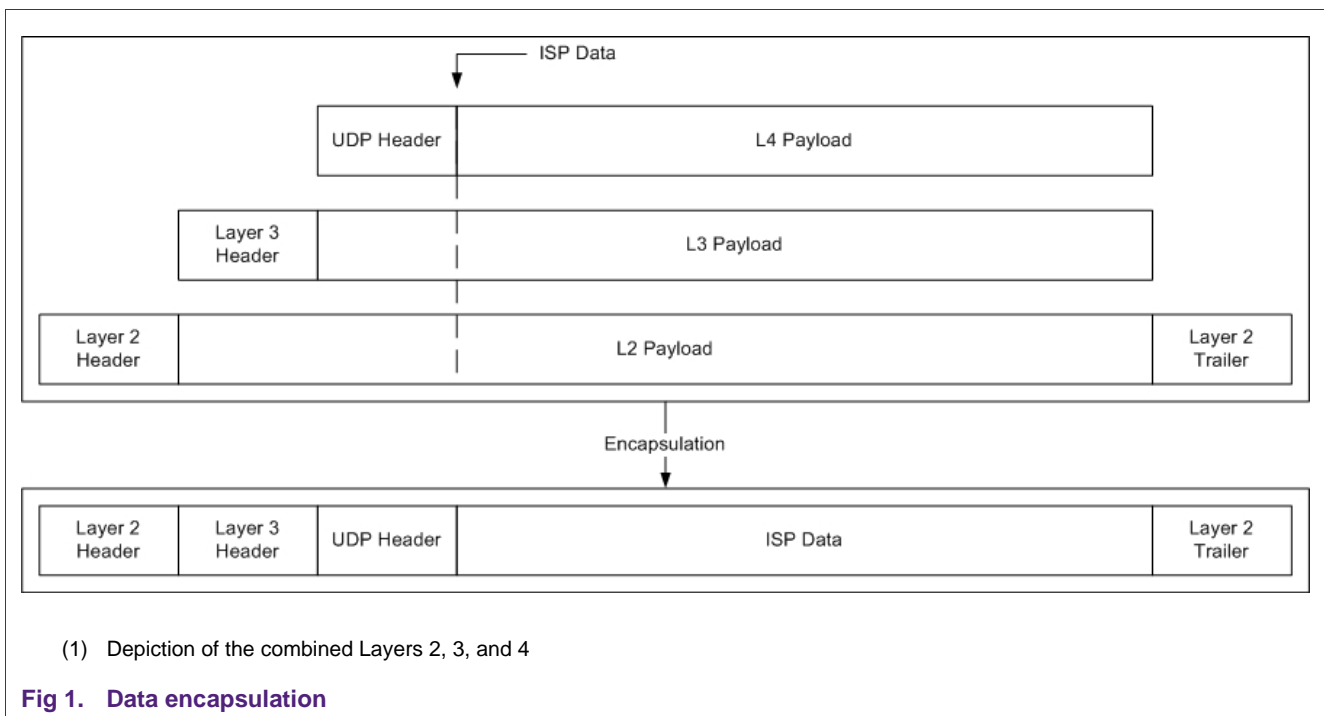 ISP Data
UDP Header
L4 Payload
Layer 3
Header
L3 Payload
Layer 2
Header
L2 Payload
Layer 2
Trailer
Encapsulation
Layer 2
Header
Layer 3
Header
UDP Header
ISP Data
Layer 2
Trailer
(1) Depiction of the combined Layers 2, 3, and 4
Fig 1. Data encapsulation